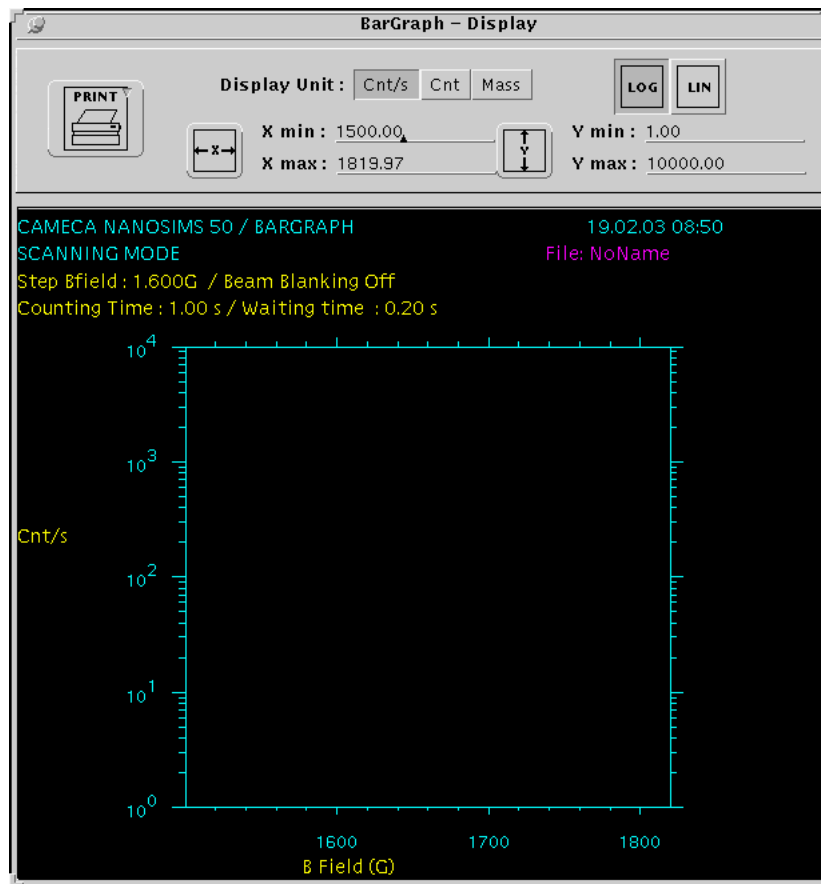 BarGraph – Display
PRINT
Display Unit : Cnt/s Cnt Mass
LOG LIN
X min : 1500.00
X max : 1819.97
X
Y
Y min : 1.00
Y max : 10000.00
CAMECA NANOSIMS 50 / BARGRAPH 19.02.03 08:50
SCANNING MODE File: NoName
Step Bfield : 1.600G / Beam Blanking Off
Counting Time : 1.00 s / Waiting time : 0.20 s
10^4
10^3
Cnt/s
10^2
10^1
10^0
1600 1700 1800
B Field (G)